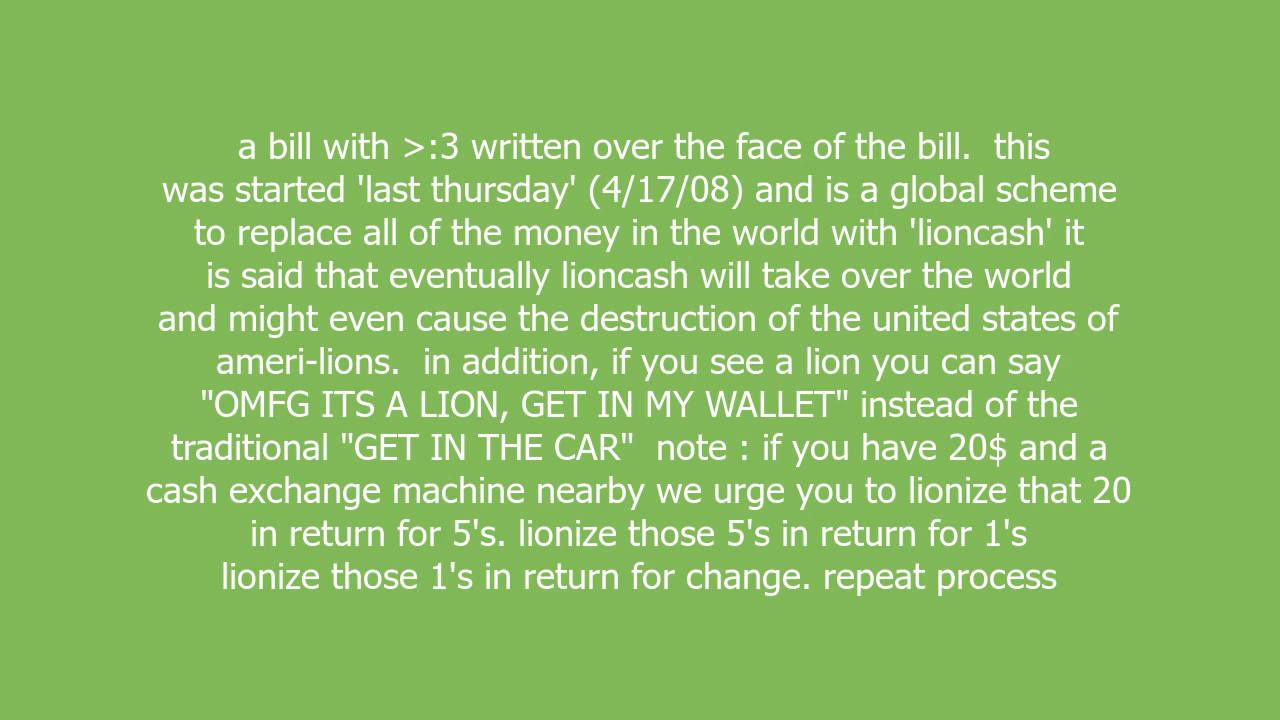 a bill with >:3 written over the face of the bill.  this
was started 'last thursday' (4/17/08) and is a global scheme
to replace all of the money in the world with 'lioncash' it
is said that eventually lioncash will take over the world
and might even cause the destruction of the united states of
ameri-lions.  in addition, if you see a lion you can say
"OMFG ITS A LION, GET IN MY WALLET" instead of the
traditional "GET IN THE CAR"  note : if you have 20$ and a
cash exchange machine nearby we urge you to lionize that 20
in return for 5's. lionize those 5's in return for 1's
lionize those 1's in return for change. repeat process